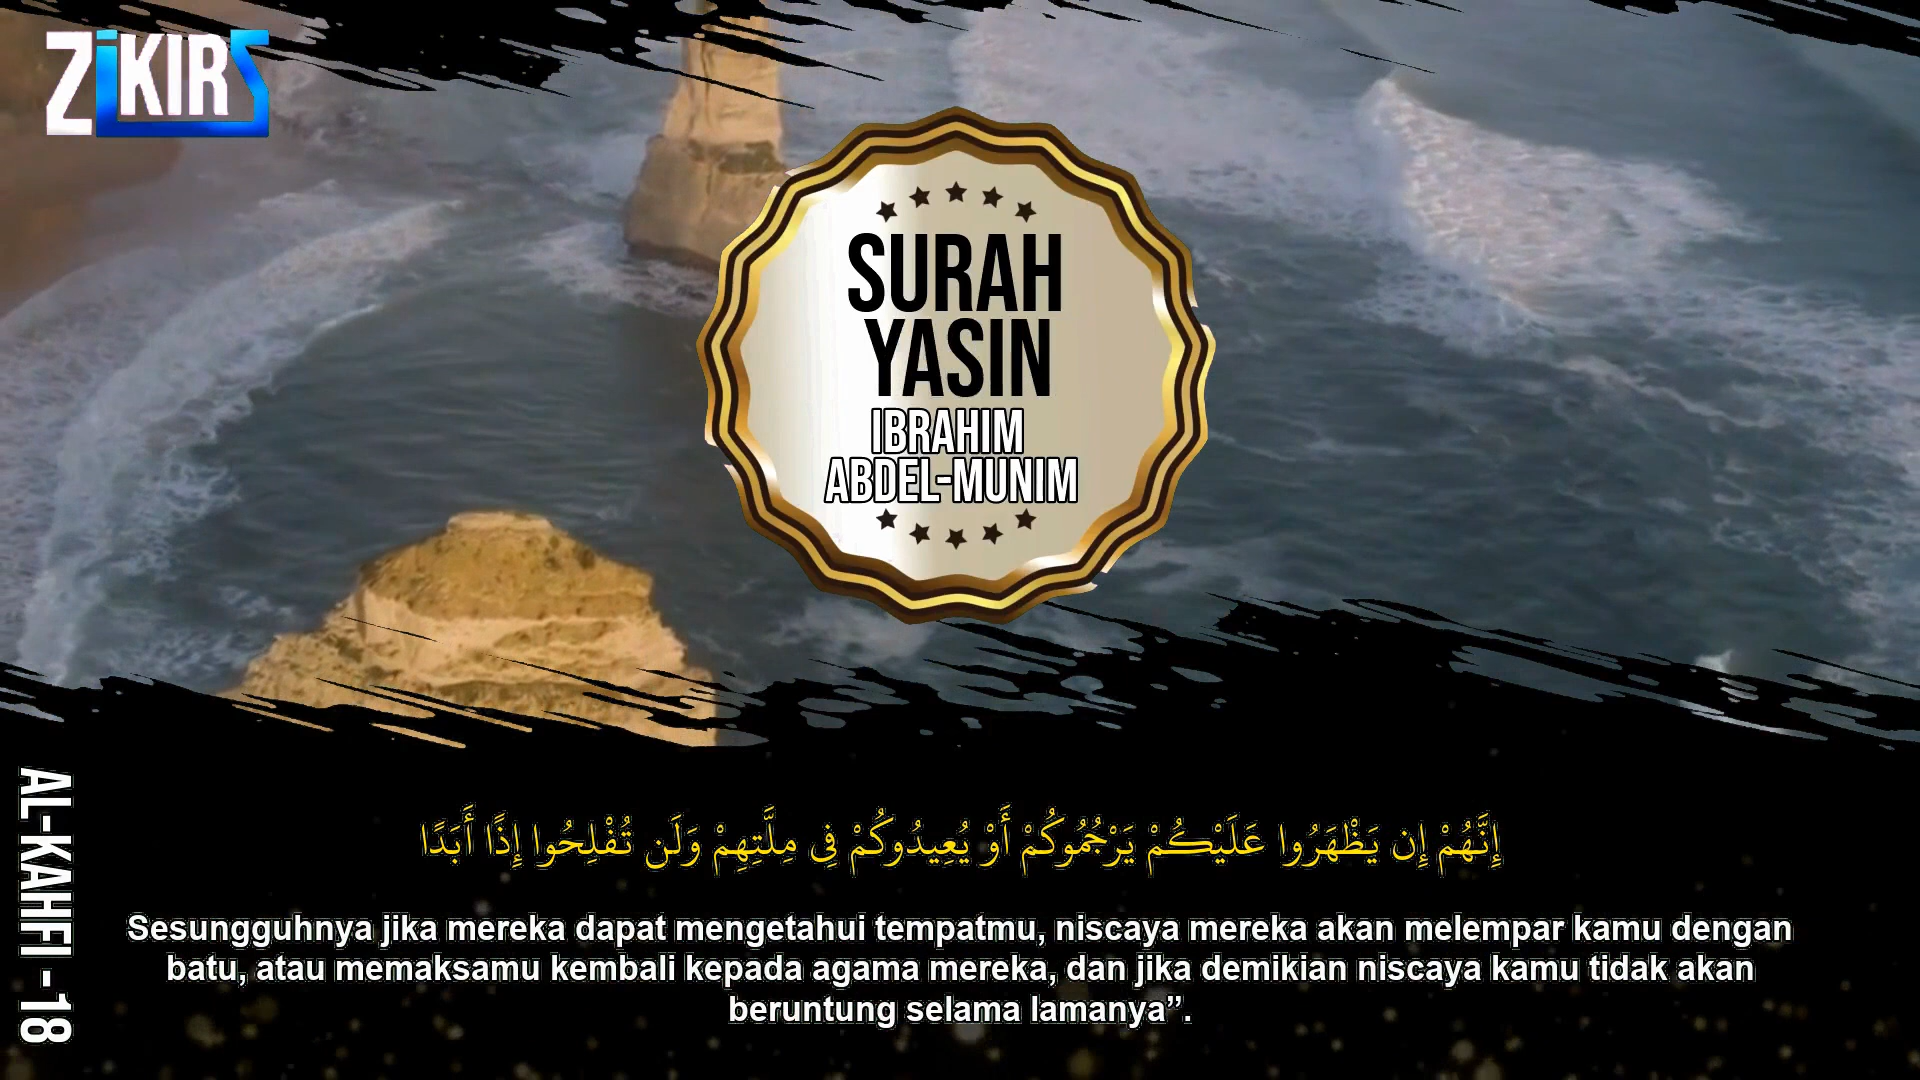 ZIKIRS
SURAH
YASIN
IBRAHIM
ABDEL-MUNIM
AL-KAHFI - 18
إِنَّهُمْ إِن يَظْهَرُوا عَلَيْكُمْ يَرْجُمُوكُمْ أَوْ يُعِيدُوكُمْ فِى مِلَّتِهِمْ وَلَن تُفْلِحُوا إِذًا أَبَدًا
Sesungguhnya jika mereka dapat mengetahui tempatmu, niscaya mereka akan melempar kamu dengan
batu, atau memaksamu kembali kepada agama mereka, dan jika demikian niscaya kamu tidak akan
beruntung selama lamanya”.